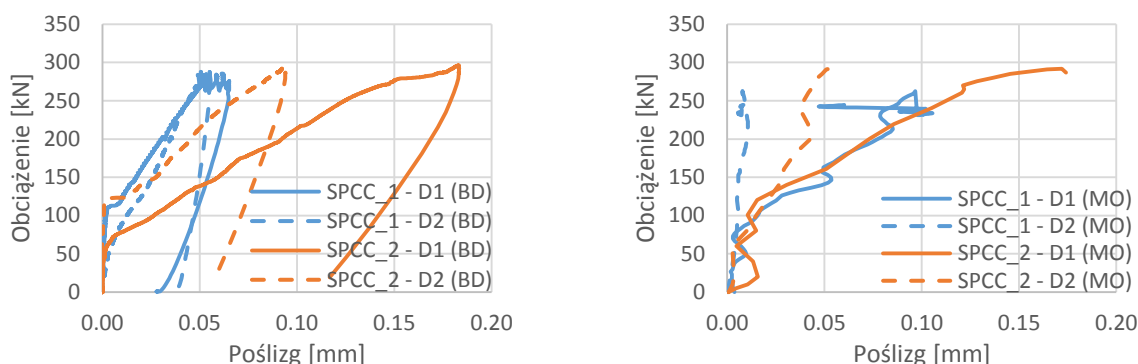 350
300
250
200
150
100
50
0
0.00 0.05 0.10 0.15 0.20
Obciążenie [kN]
Poślizg [mm]
SPCC_1 - D1 (BD)
SPCC_1 - D2 (BD)
SPCC_2 - D1 (BD)
SPCC_2 - D2 (BD)
350
300
250
200
150
100
50
0
0.00 0.05 0.10 0.15 0.20
Obciążenie [kN]
Poślizg [mm]
SPCC_1 - D1 (MO)
SPCC_1 - D2 (MO)
SPCC_2 - D1 (MO)
SPCC_2 - D2 (MO)